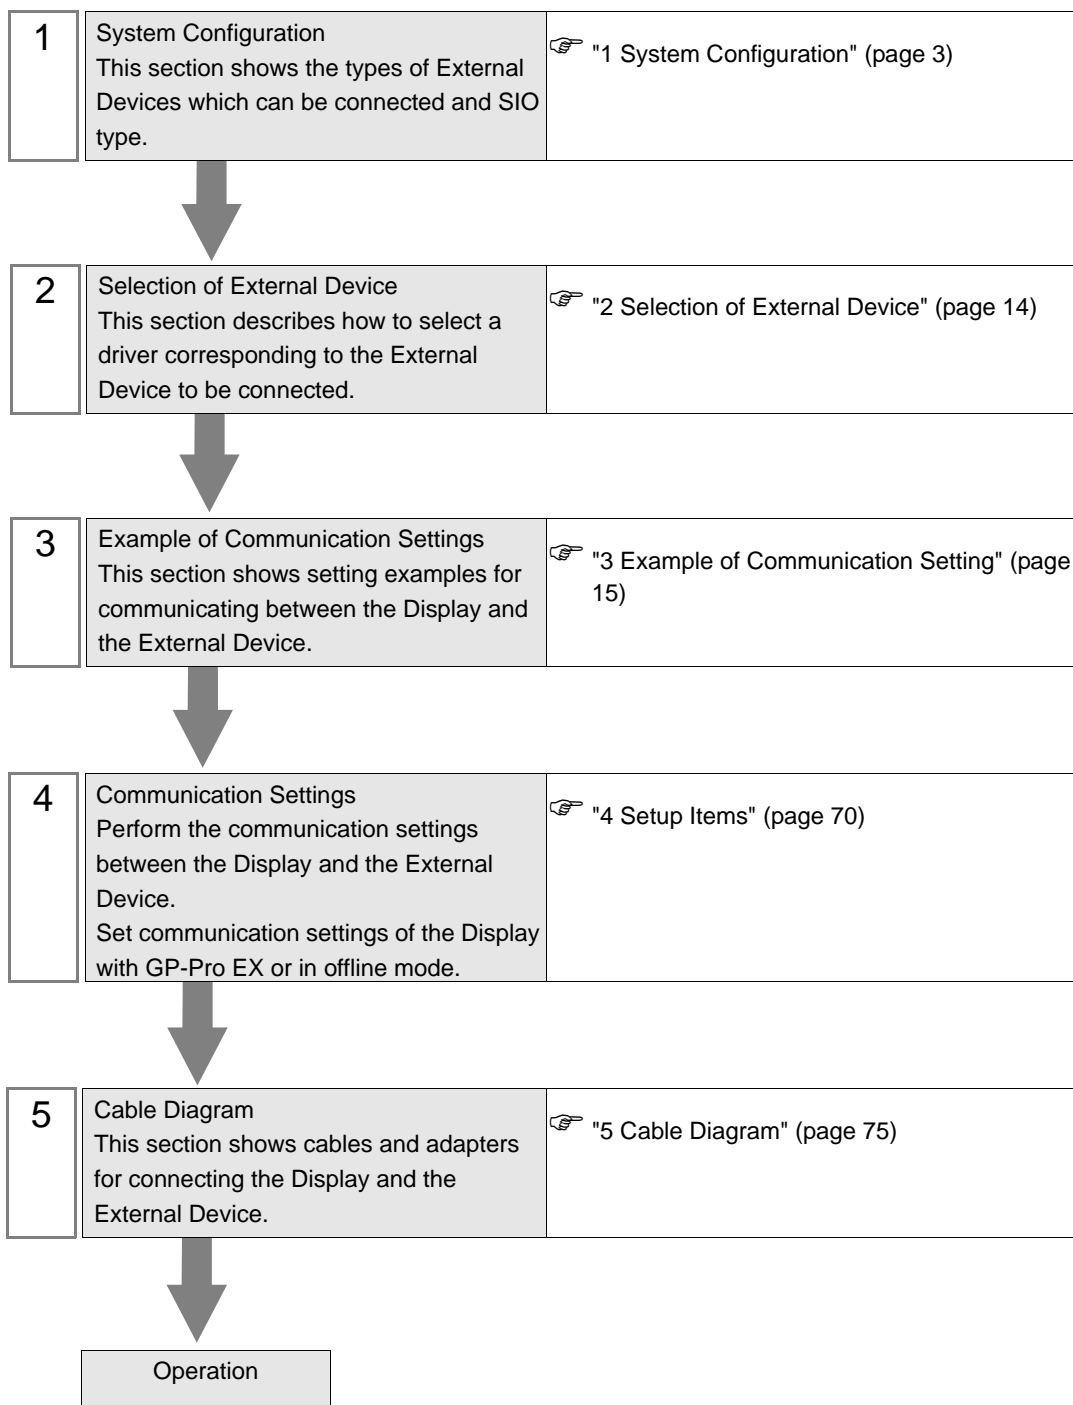 1
System Configuration
This section shows the types of External
Devices which can be connected and SIO
type.
"1 System Configuration" (page 3)
2
Selection of External Device
This section describes how to select a
driver corresponding to the External
Device to be connected.
"2 Selection of External Device" (page 14)
3
Example of Communication Settings
This section shows setting examples for
communicating between the Display and
the External Device.
"3 Example of Communication Setting" (page
15)
4
Communication Settings
Perform the communication settings
between the Display and the External
Device.
Set communication settings of the Display
with GP-Pro EX or in offline mode.
"4 Setup Items" (page 70)
5
Cable Diagram
This section shows cables and adapters
for connecting the Display and the
External Device.
"5 Cable Diagram" (page 75)
Operation